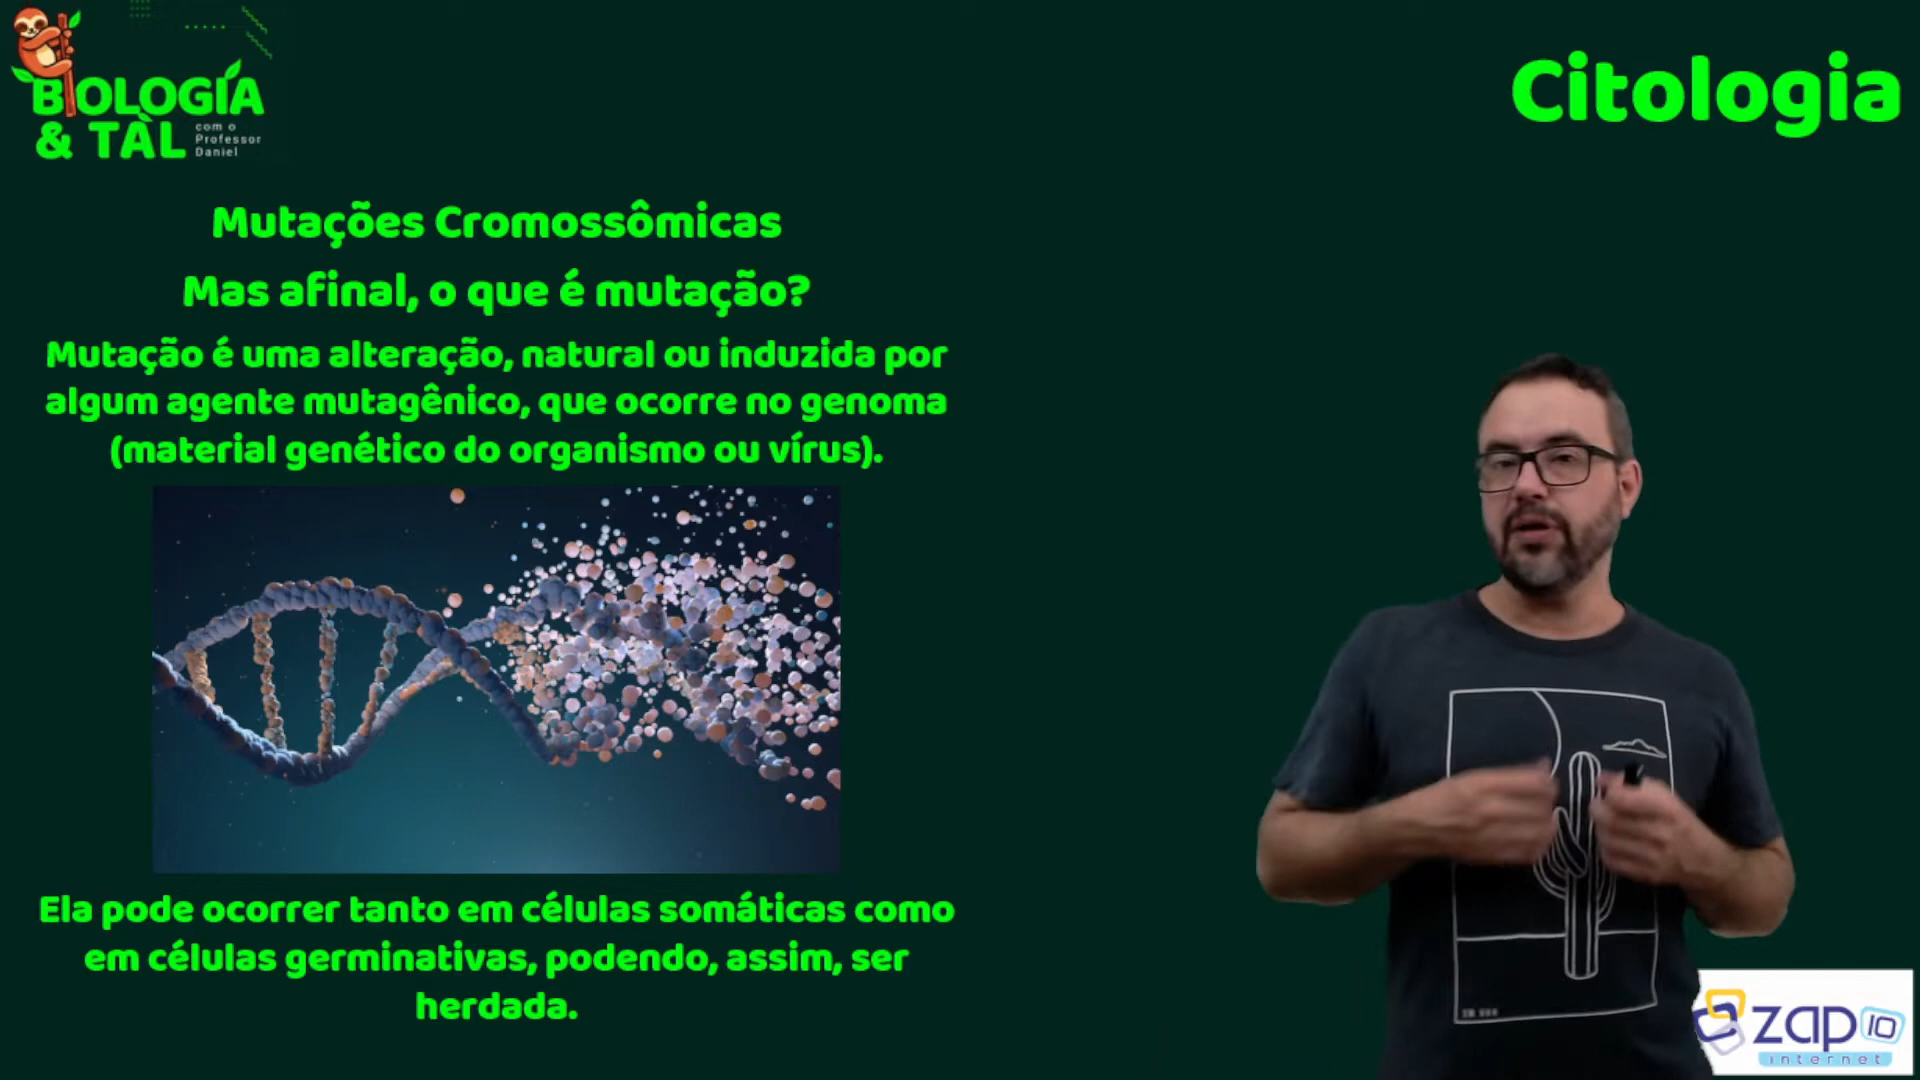 BIOLOGIA
& TAL
com o
Professor
Daniel
Citologia
Mutações Cromossômicas
Mas afinal, o que é mutação?
Mutação é uma alteração, natural ou induzida por
algum agente mutagênico, que ocorre no genoma
(material genético do organismo ou vírus).
Ela pode ocorrer tanto em células somáticas como
em células germinativas, podendo, assim, ser
herdada.
zap 10
internet